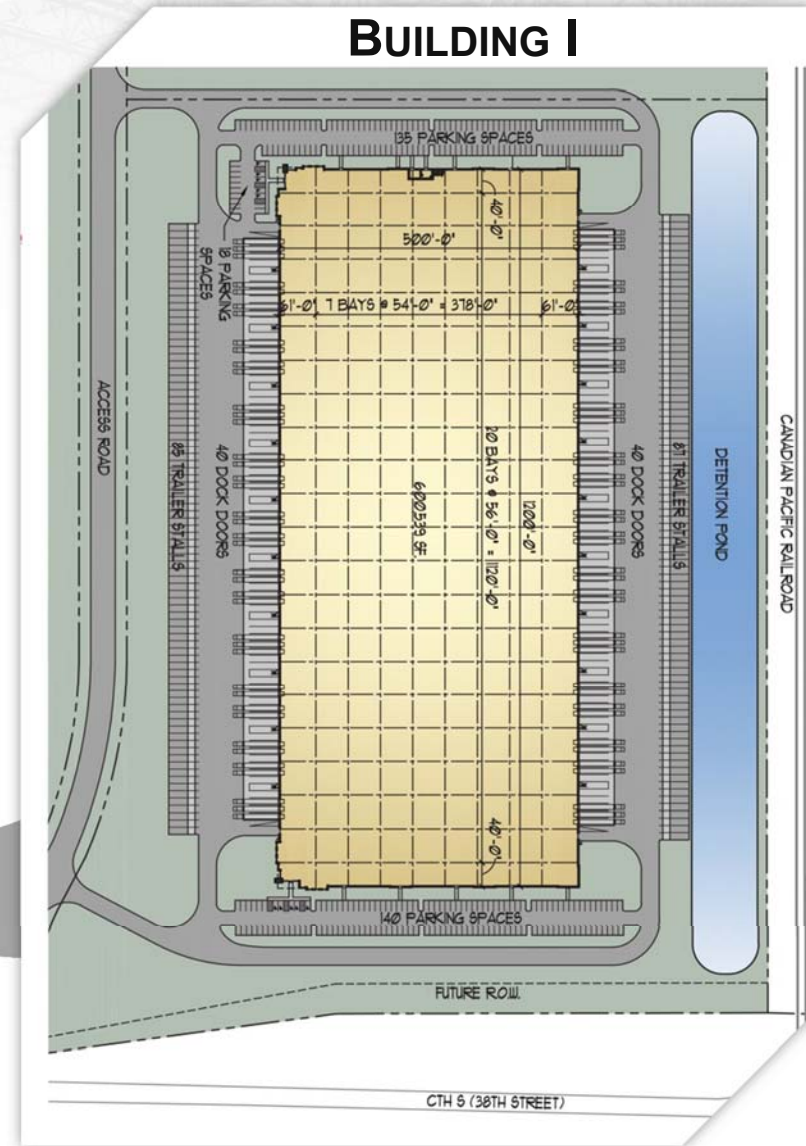 BUILDING I
135 PARKING SPACES
18 PARKING
SPACES
40'-0"
500'-0"
61'-0" 7 BAYS @ 54'-0" = 378'-0" 61'-0"
ACCESS ROAD
85 TRAILER STALLS
40 DOCK DOORS
600539 S.F.
20 BAYS @ 56'-0" = 1120'-0"
1200'-0"
40 DOCK DOORS
87 TRAILER STALLS
DETENTION POND
CANADIAN PACIFIC RAILROAD
40'-0"
140 PARKING SPACES
FUTURE R.O.W.
CTH S (38TH STREET)